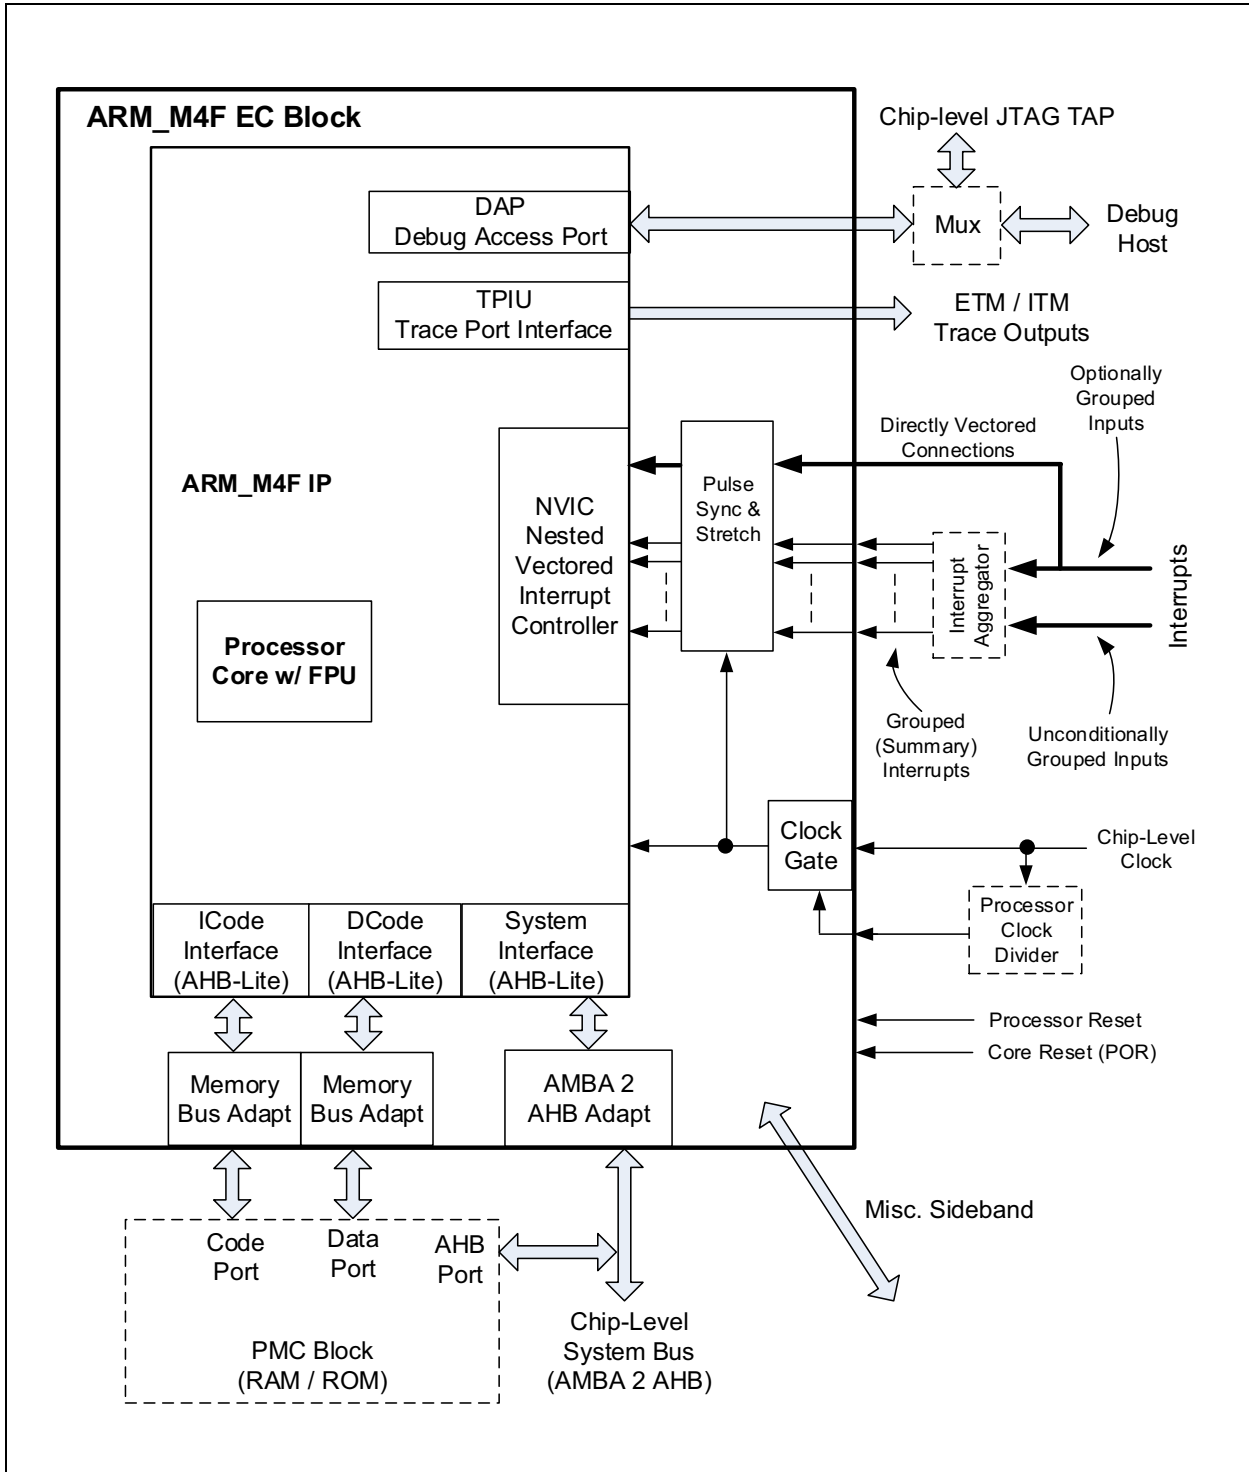 ARM_M4F EC Block
Chip-level JTAG TAP
DAP
Debug Access Port
Mux
Debug
Host
TPIU
Trace Port Interface
ETM / ITM
Trace Outputs
Optionally
Grouped
Inputs
Directly Vectored
Connections
ARM_M4F IP
NVIC
Nested
Vectored
Interrupt
Controller
Pulse
Sync &
Stretch
Interrupt
Aggregator
Interrupts
Processor
Core w/ FPU
Grouped
(Summary)
Interrupts
Unconditionally
Grouped Inputs
Clock
Gate
Chip-Level
Clock
Processor
Clock
Divider
ICode
Interface
(AHB-Lite)
DCode
Interface
(AHB-Lite)
System
Interface
(AHB-Lite)
Processor Reset
Core Reset (POR)
Memory
Bus Adapt
Memory
Bus Adapt
AMBA 2
AHB Adapt
Misc. Sideband
Code
Port
Data
Port
AHB
Port
PMC Block
(RAM / ROM)
Chip-Level
System Bus
(AMBA 2 AHB)